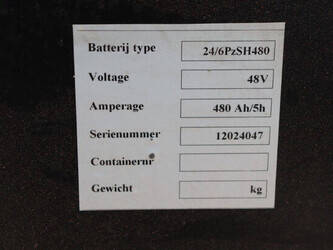 Batterij type 24/6PzSH480
Voltage 48V
Amperage 480 Ah/5h
Serienummer 12024047
Containernr
Gewicht kg